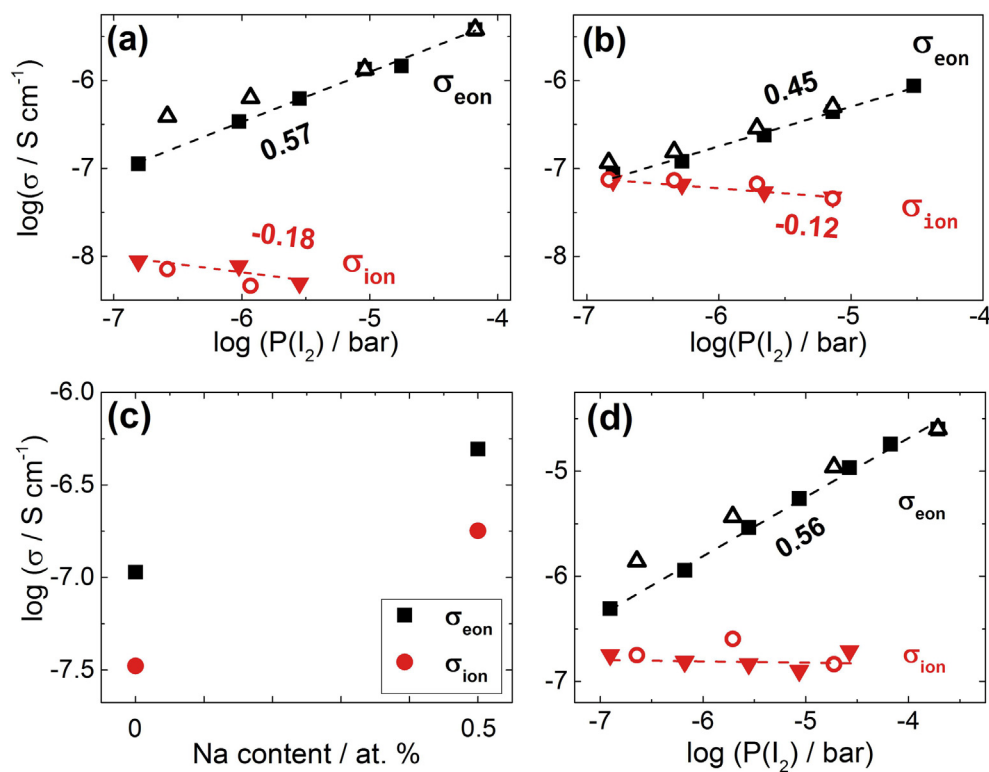 (a)
σeon
0.57
-0.18
σion
-6
-7
-8
log(σ / S cm⁻¹)
-7 -6 -5 -4
log (P(I₂) / bar)
(b)
σeon
0.45
σion
-0.12
-6
-7
-8
-7 -6 -5 -4
log(P(I₂) / bar)
(c)
-6.0
-6.5
-7.0
-7.5
log (σ / S cm⁻¹)
σeon
σion
0 0.5
Na content / at. %
(d)
-5
-6
-7
σeon
0.56
σion
-7 -6 -5 -4
log (P(I₂) / bar)